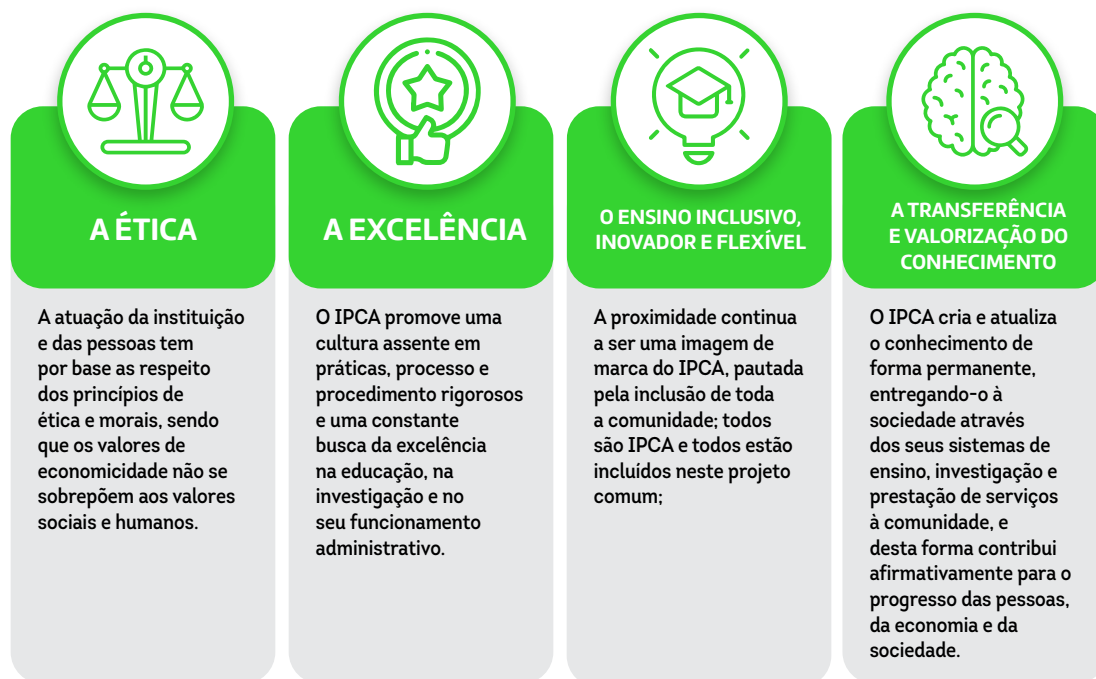 A ÉTICA
A atuação da instituição
e das pessoas tem
por base as respeito
dos princípios de
ética e morais, sendo
que os valores de
economicidade não se
sobrepõem aos valores
sociais e humanos.
A EXCELÊNCIA
O IPCA promove uma
cultura assente em
práticas, processo e
procedimento rigorosos
e uma constante
busca da excelência
na educação, na
investigação e no
seu funcionamento
administrativo.
O ENSINO INCLUSIVO,
INOVADOR E FLEXÍVEL
A proximidade continua
a ser uma imagem de
marca do IPCA, pautada
pela inclusão de toda
a comunidade; todos
são IPCA e todos estão
incluídos neste projeto
comum;
A TRANSFERÊNCIA
E VALORIZAÇÃO DO
CONHECIMENTO
O IPCA cria e atualiza
o conhecimento de
forma permanente,
entregando-o à
sociedade através
dos seus sistemas de
ensino, investigação e
prestação de serviços
à comunidade, e
desta forma contribui
afirmativamente para o
progresso das pessoas,
da economia e da
sociedade.